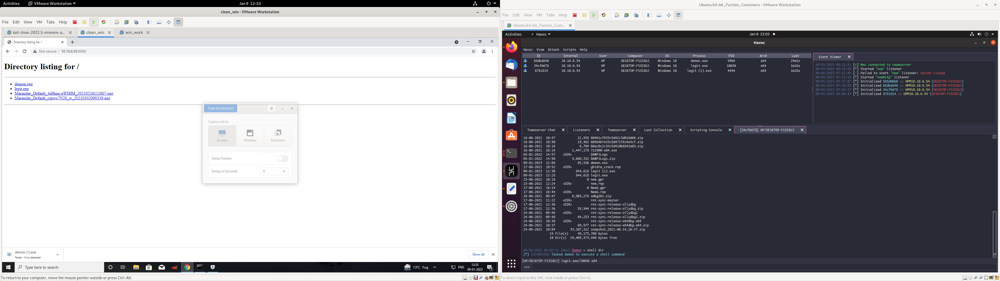 Activities VMware Workstation Jan 9 12:33
clean_win - VMware Workstation
File Edit View VM Tabs Help
kali-linux-2022.3-vmware-a... clean_win win_work
Directory listing for /
Not secure 10.10.6.55:8000
Directory listing for /
demon.exe
legit.exe
Marauder_Default_4zHmu-uWHfM_20210216112607.exe
Marauder_Default_cipwo7N20_w_20210302090339.exe
Take Screenshot
Capture Area
Screen Window Selection
Show Pointer
Delay in Seconds 0
demon (1).exe
Failed - Virus detected
Show all
Type here to search
13°C Fog ENG 12:33
09-01-2023
7
To return to your computer, move the mouse pointer outside or press Ctrl-Alt.
Ubuntu 64-bit_Faction_Containers - VMware Workstation
File Edit View VM Tabs Help
Ubuntu 64-bit_Faction_Cont...
Activities Havoc Jan 8 23:03
Havoc
Havoc View Attack Scripts Help
ID Internal User Computer OS Process PID Arch Last
68dbd846 10.10.6.54 HP DESKTOP-FS3I8UJ Windows 10 demon.exe 9964 x64 24m2s
34cfb678 10.10.6.54 HP DESKTOP-FS3I8UJ Windows 10 legit.exe 10036 x64 1m16s
8781814 10.10.6.54 HP DESKTOP-FS3I8UJ Windows 10 legit (1).exe 4444 x64 1m28s
Event Viewer
09/01/2023 06:21:51 [+] Neo connected to teamserver
09/01/2023 06:24:58 [*] Started "new" listener
09/01/2023 07:12:09 [-] Failed to start "new" listener: Server closed
09/01/2023 07:13:16 [*] Started "newhttp" listener
09/01/2023 07:27:07 [*] Initialized 585d06b0 :: HP@10.10.6.54 (DESKTOP-FS3I8UJ)
09/01/2023 07:38:58 [*] Initialized 68dbd846 :: HP@10.10.6.54 (DESKTOP-FS3I8UJ)
09/01/2023 07:58:27 [*] Initialized 34cfb678 :: HP@10.10.6.54 (DESKTOP-FS3I8UJ)
09/01/2023 08:00:43 [*] Initialized 8781814 :: HP@10.10.6.54 (DESKTOP-FS3I8UJ)
Teamserver Chat Listeners Teamserver Loot Collection Scripting Console [34cfb678] HP/DESKTOP-FS3I8UJ
18-06-2021 10:47 21,938 60461cf833c5d42c3d016d66.zip
18-06-2021 10:50 19,462 60564b7e33c5d471f8c6e5cf.zip
18-06-2021 10:16 6,704 60ac0c2c33c5d410b8842a03.zip
16-06-2021 16:14 1,447,178 7z1900-x64.exe
03-01-2022 14:57 <DIR> DAWFSLogs
03-01-2022 14:50 5,660,332 DAWFSLogs.zip
09-01-2023 12:08 65,536 demon.exe
17-06-2021 10:52 <DIR> ghidra_crack.rep
09-01-2023 12:30 844,618 legit (1).exe
09-01-2023 12:28 844,618 legit.exe
23-06-2021 10:18 0 new.gpr
23-06-2021 12:24 <DIR> new.rep
17-06-2021 16:14 0 NewG.gpr
17-06-2021 16:44 <DIR> NewG.rep
24-06-2021 09:47 6,965,278 odbg201.zip
17-06-2021 11:22 <DIR> ret-sync-master
17-06-2021 12:36 <DIR> ret-sync-release-ollydbg
17-06-2021 12:36 58,944 ret-sync-release-ollydbg.zip
24-06-2021 09:48 <DIR> ret-sync-release-ollydbg2
24-06-2021 09:48 64,253 ret-sync-release-ollydbg2.zip
24-06-2021 10:38 <DIR> ret-sync-release-x64dbg-x64
24-06-2021 10:37 69,577 ret-sync-release-x64dbg-x64.zip
24-06-2021 10:04 33,107,322 snapshot_2021-06-14_16-37.zip
15 File(s) 49,175,760 bytes
10 Dir(s) 19,405,373,440 bytes free
09/01/2023 08:02:41 [Neo] Demon » shell dir
[*] [1F80635D] Tasked demon to execute a shell command
[HP/DESKTOP-FS3I8UJ] legit.exe/10036 x64
>>>
To direct input to this VM, click inside or press Ctrl+G.